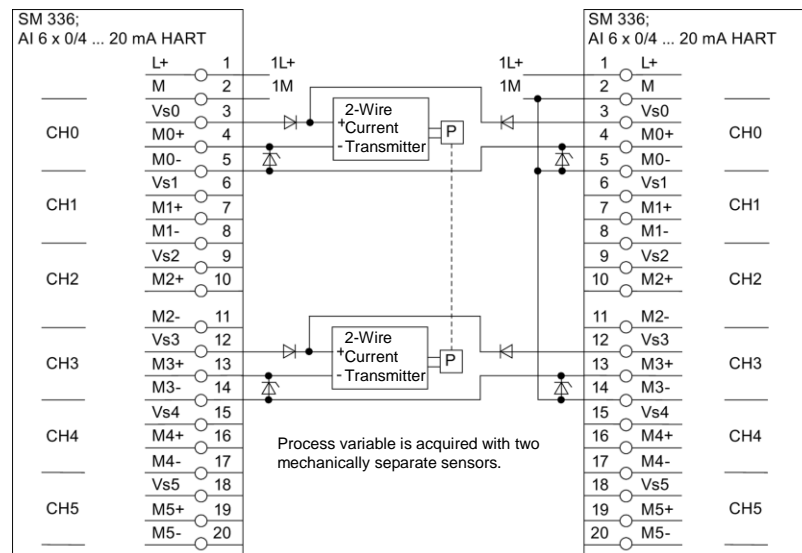 SM 336;
AI 6 x 0/4 ... 20 mA HART
L+ 1 1L+
M 2 1M
Vs0 3
CH0 M0+ 4
M0- 5
Vs1 6
CH1 M1+ 7
M1- 8
Vs2 9
CH2 M2+ 10
M2- 11
Vs3 12
CH3 M3+ 13
M3- 14
Vs4 15
CH4 M4+ 16
M4- 17
Vs5 18
CH5 M5+ 19
M5- 20
2-Wire
+Current
-Transmitter
P
2-Wire
+Current
-Transmitter
P
Process variable is acquired with two
mechanically separate sensors.
SM 336;
AI 6 x 0/4 ... 20 mA HART
1L+ 1 L+
1M 2 M
3 Vs0
4 M0+ CH0
5 M0-
6 Vs1
7 M1+ CH1
8 M1-
9 Vs2
10 M2+ CH2
11 M2-
12 Vs3
13 M3+ CH3
14 M3-
15 Vs4
16 M4+ CH4
17 M4-
18 Vs5
19 M5+ CH5
20 M5-